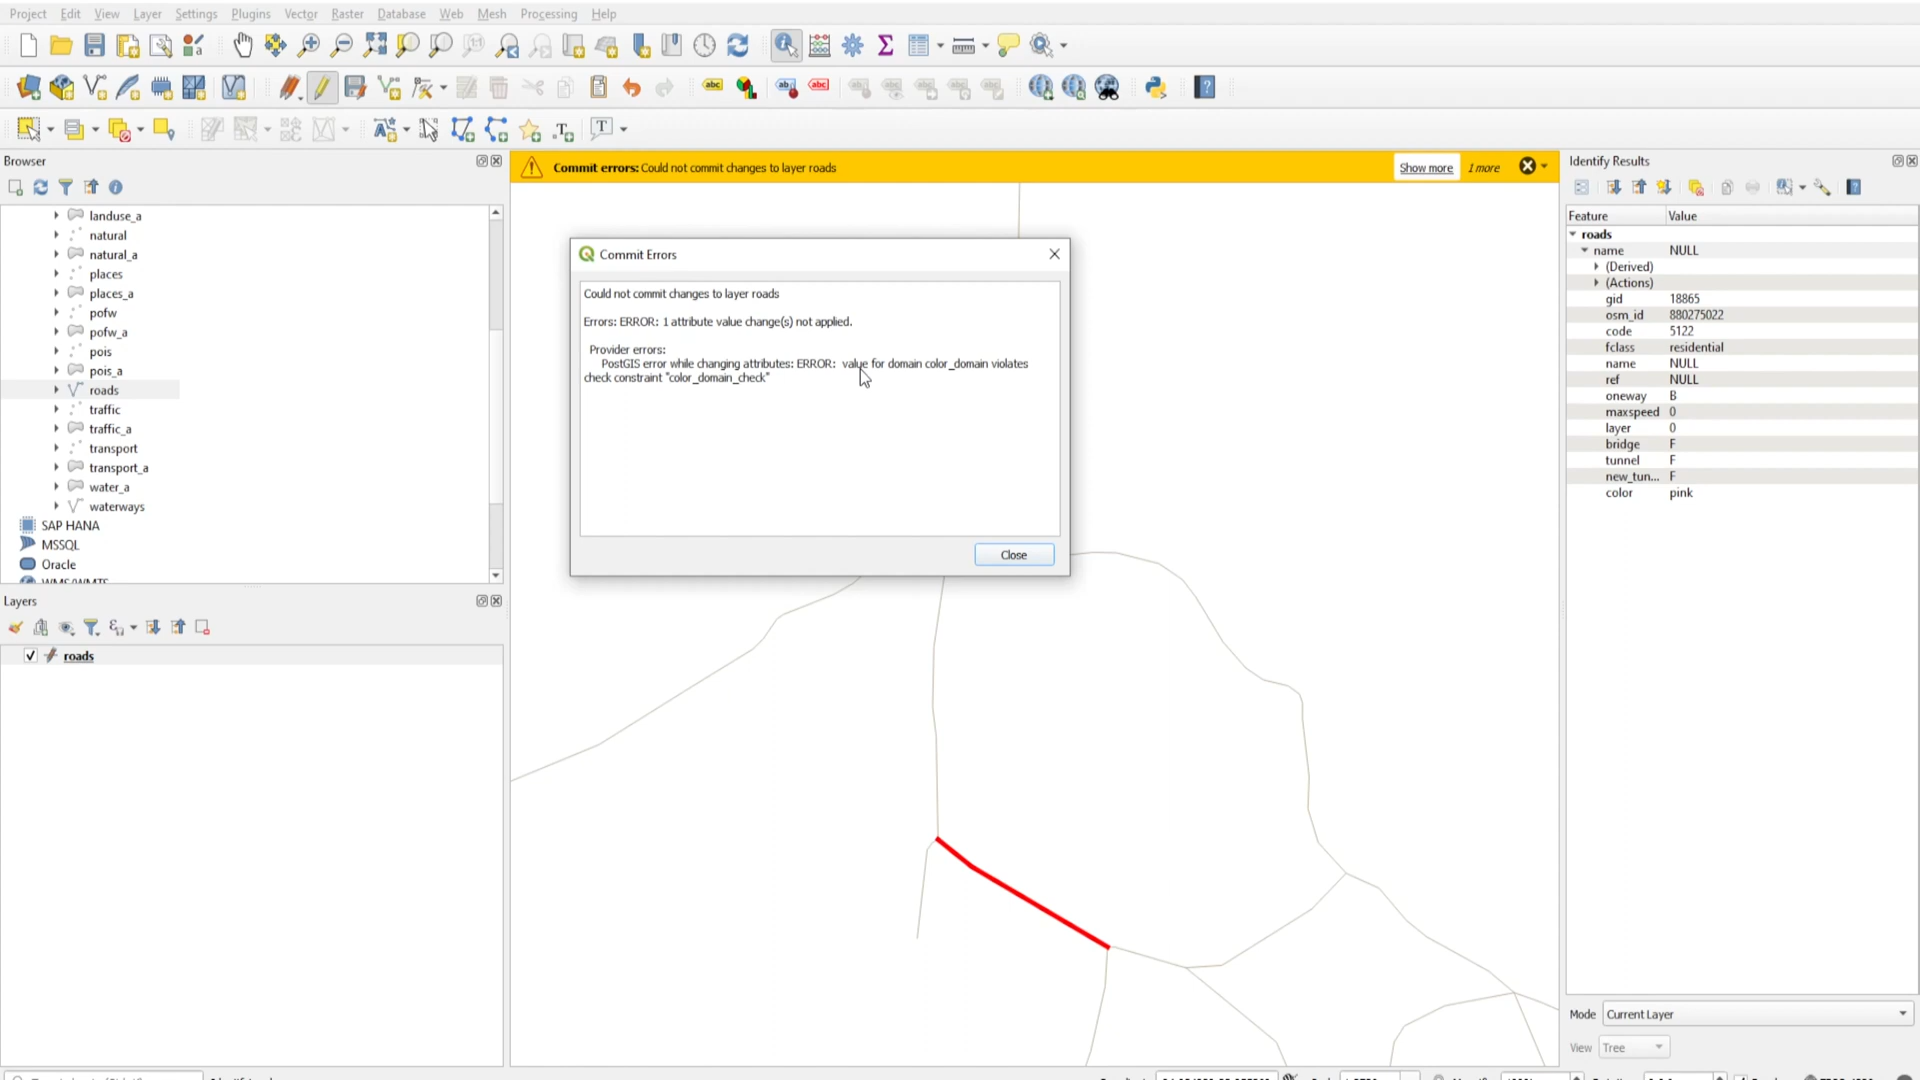 Project Edit View Layer Settings Plugins Vector Raster Database Web Mesh Processing Help
Browser
landuse_a
natural
natural_a
places
places_a
pofw
pofw_a
pois
pois_a
roads
traffic
traffic_a
transport
transport_a
water_a
waterways
SAP HANA
MSSQL
Oracle
WMS/WMTS
Layers
roads
Commit errors: Could not commit changes to layer roads
Show more 1 more
Commit Errors
Could not commit changes to layer roads
Errors: ERROR: 1 attribute value change(s) not applied.
Provider errors:
PostGIS error while changing attributes: ERROR: value for domain color_domain violates
check constraint "color_domain_check"
Close
Identify Results
Feature Value
roads
name NULL
(Derived)
(Actions)
gid 18865
osm_id 880275022
code 5122
fclass residential
name NULL
ref NULL
oneway B
maxspeed 0
layer 0
bridge F
tunnel F
new_tun... F
color pink
Mode Current Layer
View Tree